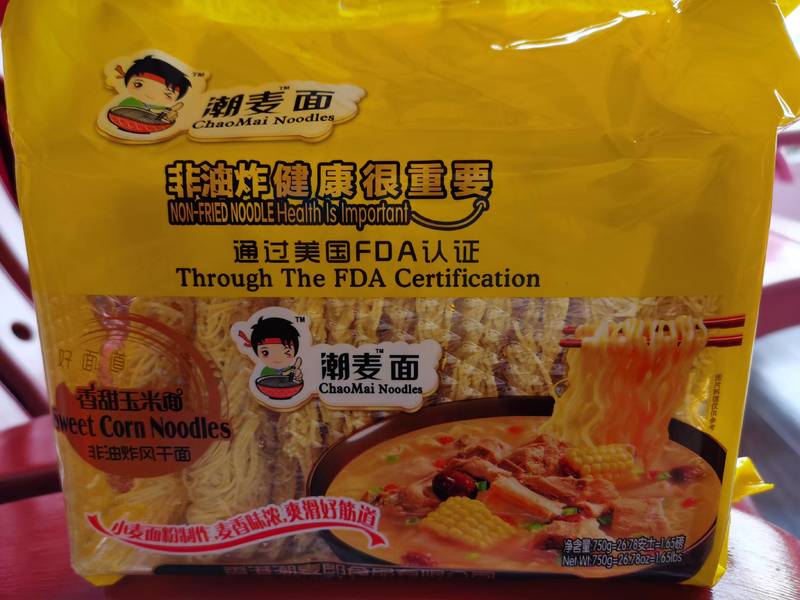 潮麦面
TM
TM
ChaoMai Noodles
非油炸健康很重要
NON-FRIED NOODLE Health Is Important
通过美国FDA认证
Through The FDA Certification
好面道
香甜玉米面
Sweet Corn Noodles
非油炸风干面
TM
潮麦面
TM
ChaoMai Noodles
小麦面粉制作,麦香味浓,爽滑好筋道
净含量:750g=26.78安士=1.65磅
Net Wt:750g=26.78oz=1.65lbs